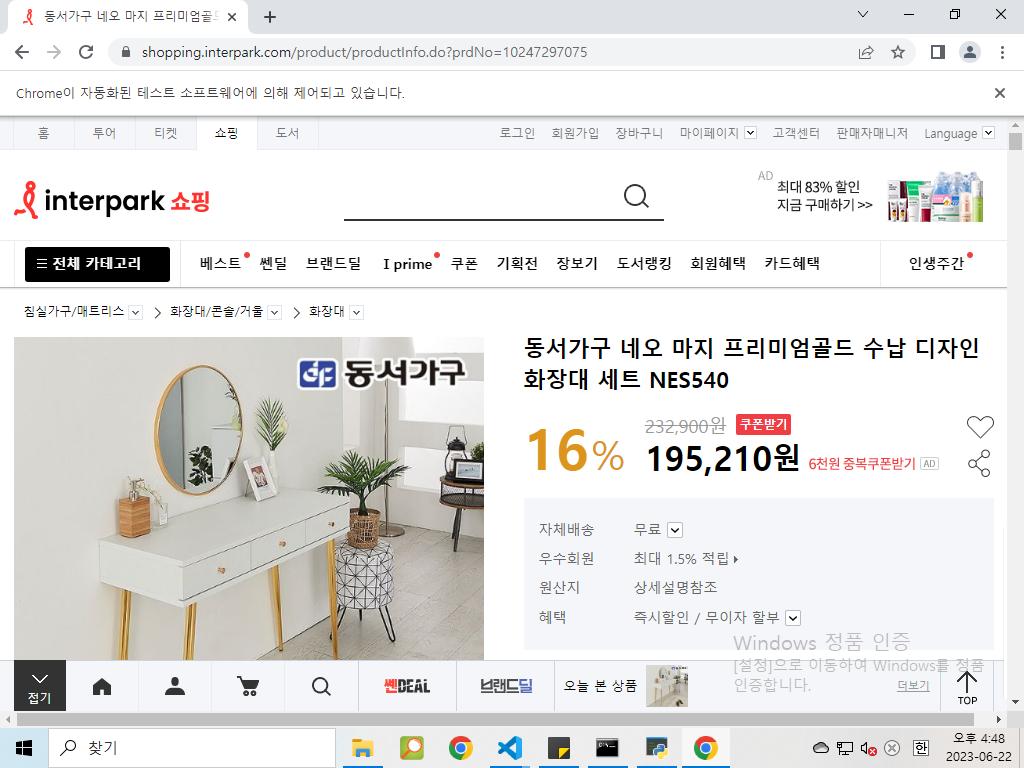 동서가구 네오 마지 프리미엄골드
shopping.interpark.com/product/productInfo.do?prdNo=10247297075
Chrome이 자동화된 테스트 소프트웨어에 의해 제어되고 있습니다.
홈 투어 티켓 쇼핑 도서 로그인 회원가입 장바구니 마이페이지 고객센터 판매자매니저 Language
interpark 쇼핑
AD 최대 83% 할인
지금 구매하기 >>
전체 카테고리 베스트 쎈딜 브랜드딜 I prime 쿠폰 기획전 장보기 도서랭킹 회원혜택 카드혜택 인생주간
침실가구/매트리스 화장대/콘솔/거울 화장대
동서가구
동서가구 네오 마지 프리미엄골드 수납 디자인
화장대 세트 NES540
232,900원 쿠폰받기
16% 195,210원 6천원 중복쿠폰받기 AD
자체배송 무료
우수회원 최대 1.5% 적립
원산지 상세설명참조
혜택 즉시할인 / 무이자 할부
Windows 정품 인증
[설정]으로 이동하여 Windows를 정품
인증합니다.
접기 쎈DEAL 브랜드딜 오늘 본 상품 더보기 TOP
찾기
한
오후 4:48
2023-06-22